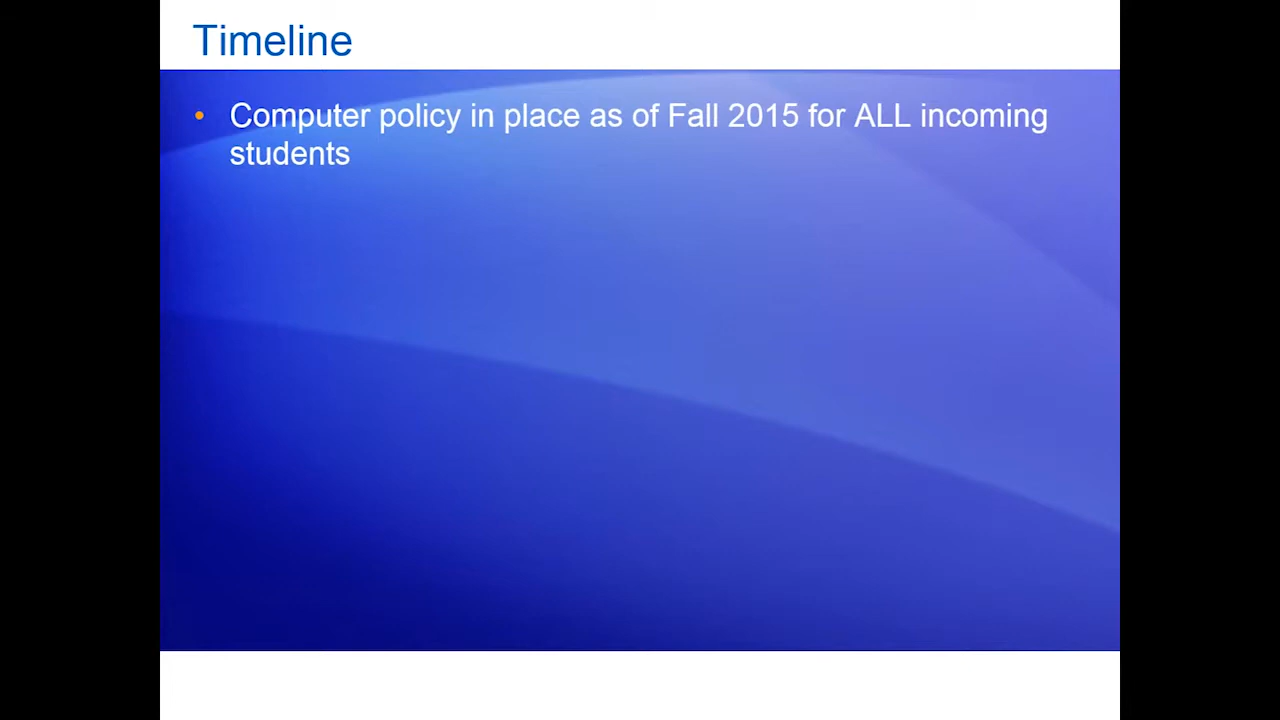 Timeline
• Computer policy in place as of Fall 2015 for ALL incoming
students